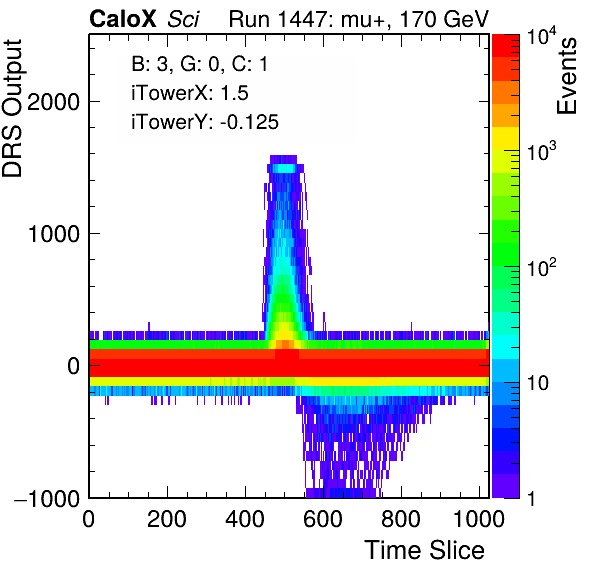 CaloX Sci Run 1447: mu+, 170 GeV
B: 3, G: 0, C: 1
iTowerX: 1.5
iTowerY: -0.125
DRS Output
2000
1000
0
−1000
0 200 400 600 800 1000
Time Slice
Events
10^4
10^3
10^2
10
1